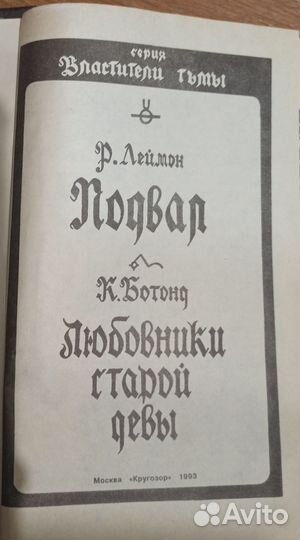 серия
Властители тьмы
Р. Леймон
Подвал
К. Ботонд
Любовники
старой
девы
Москва «Кругозор» 1993
Avito